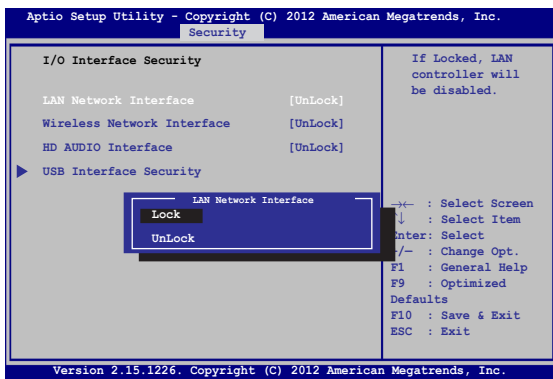 Aptio Setup Utility - Copyright (C) 2012 American Megatrends, Inc.
Security
I/O Interface Security
LAN Network Interface [UnLock]
Wireless Network Interface [UnLock]
HD AUDIO Interface [UnLock]
USB Interface Security
If Locked, LAN
controller will
be disabled.
LAN Network Interface
Lock
UnLock
→← : Select Screen
↓ : Select Item
Enter: Select
/— : Change Opt.
F1 : General Help
F9 : Optimized
Defaults
F10 : Save & Exit
ESC : Exit
Version 2.15.1226. Copyright (C) 2012 American Megatrends, Inc.